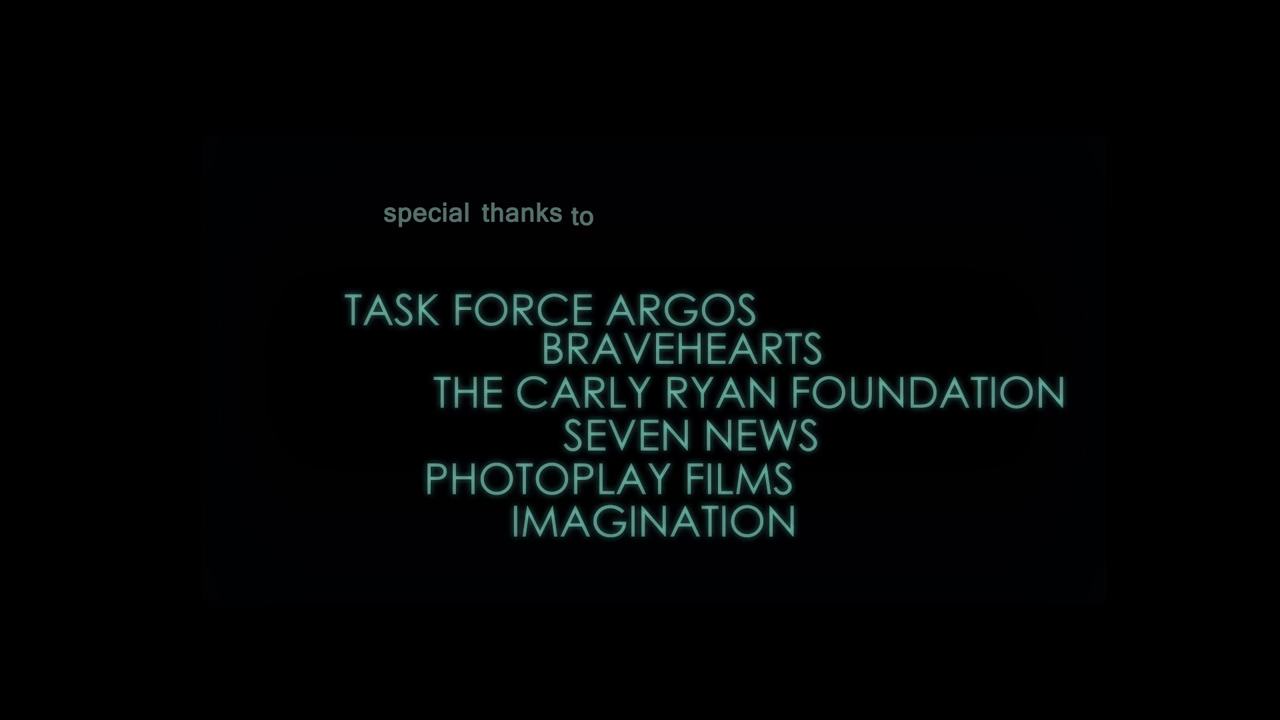 special thanks to
TASK FORCE ARGOS
BRAVEHEARTS
THE CARLY RYAN FOUNDATION
SEVEN NEWS
PHOTOPLAY FILMS
IMAGINATION